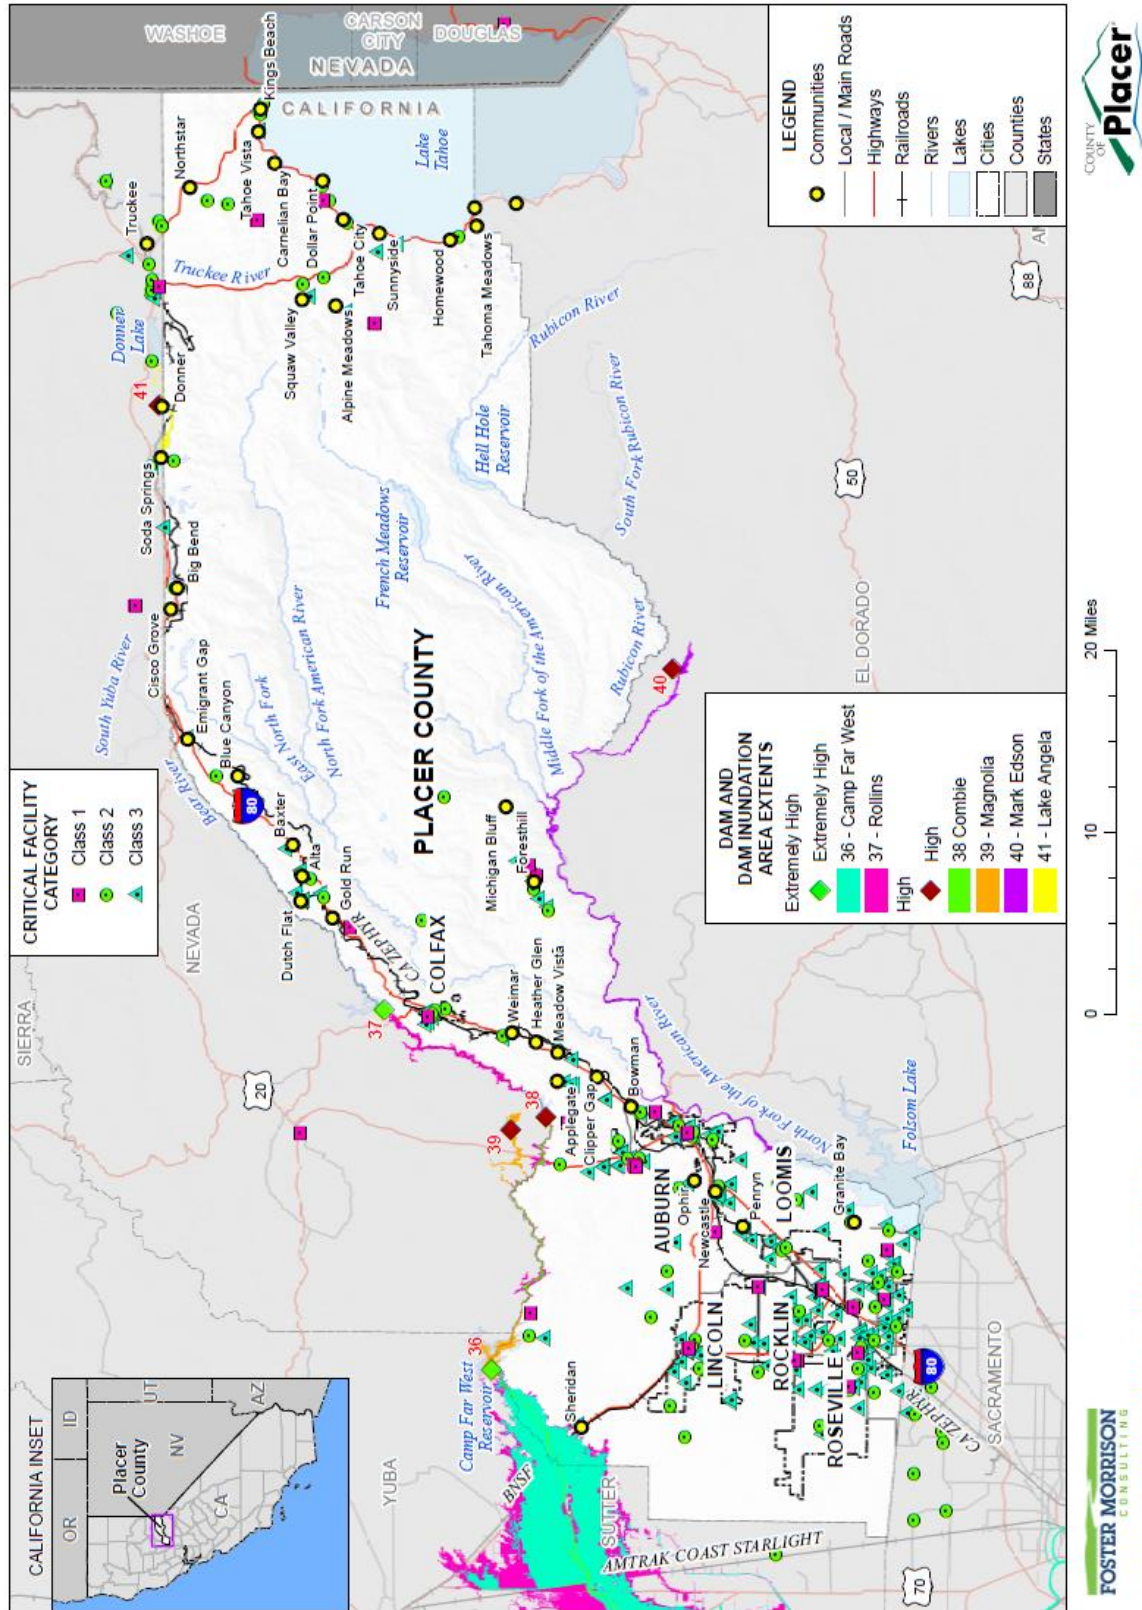 CALIFORNIA INSET
OR
ID
UT
NV
CA
AZ
Placer
County
CRITICAL FACILITY
CATEGORY
Class 1
Class 2
Class 3
LEGEND
Communities
Local / Main Roads
Highways
Railroads
Rivers
Lakes
Cities
Counties
States
DAM AND
DAM INUNDATION
AREA EXTENTS
Extremely High
Extremely High
36 - Camp Far West
37 - Rollins
High
High
38 Combie
39 - Magnolia
40 - Mark Edson
41 - Lake Angela
SIERRA
NEVADA
YUBA
SUTTER
SACRAMENTO
EL DORADO
WASHOE
CARSON
CITY
DOUGLAS
NEVADA
CALIFORNIA
PLACER COUNTY
COLFAX
AUBURN
LOOMIS
LINCOLN
ROCKLIN
ROSEVILLE
Kings Beach
Northstar
Tahoe Vista
Carnelian Bay
Dollar Point
Tahoe City
Sunnyside
Homewood
Tahoma Meadows
Truckee
Squaw Valley
Alpine Meadows
Donner
Soda Springs
Big Bend
Cisco Grove
Emigrant Gap
Blue Canyon
Baxter
Alta
Dutch Flat
Gold Run
Michigan Bluff
Foresthill
Weimar
Heather Glen
Meadow Vista
Applegate
Clipper Gap
Bowman
Ophir
Newcastle
Penryn
Granite Bay
Sheridan
Lake
Tahoe
Truckee River
Donner
Lake
South Yuba River
Bear River
East North Fork
North Fork American River
French Meadows
Reservoir
Hell Hole
Reservoir
Rubicon River
South Fork Rubicon River
Middle Fork of the Am
American River
Rubicon River
North Fork of the American River
Folsom Lake
Camp Far West
Reservoir
CA ZEPHYR
CA ZEPHYR
BNSF
AMTRAK COAST STARLIGHT
36
37
38
39
40
41
20
80
80
50
88
70
0
10
20 Miles
FOSTER MORRISON
CONSULTING
COUNTY
OF
Placer